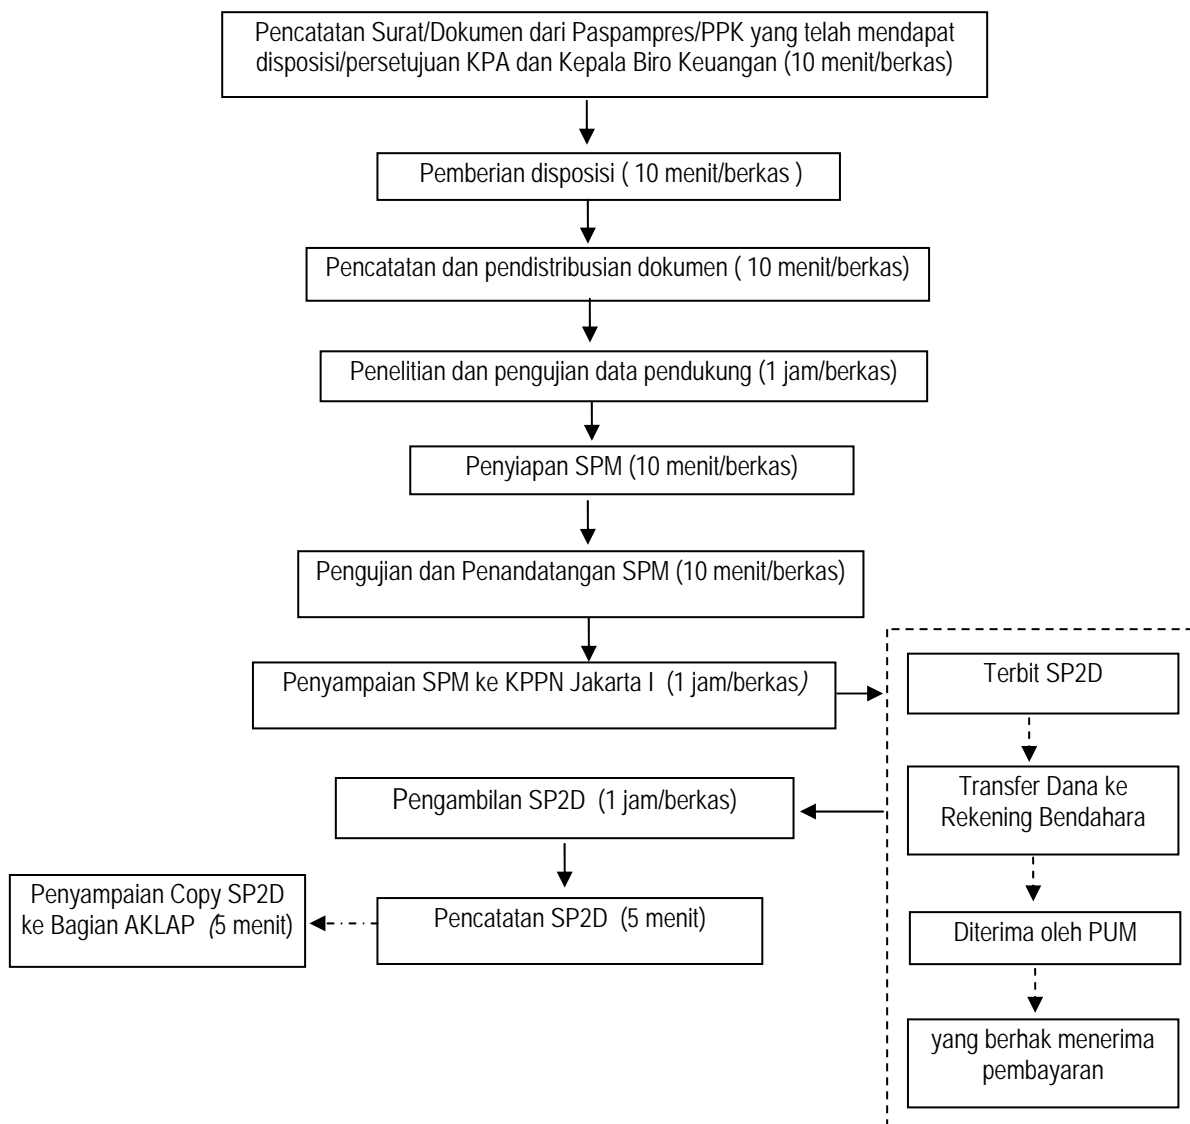 Pencatatan Surat/Dokumen dari Paspampres/PPK yang telah mendapat
disposisi/persetujuan KPA dan Kepala Biro Keuangan (10 menit/berkas)
Pemberian disposisi ( 10 menit/berkas )
Pencatatan dan pendistribusian dokumen ( 10 menit/berkas)
Penelitian dan pengujian data pendukung (1 jam/berkas)
Penyiapan SPM (10 menit/berkas)
Pengujian dan Penandatangan SPM (10 menit/berkas)
Penyampaian SPM ke KPPN Jakarta I (1 jam/berkas)
Terbit SP2D
Transfer Dana ke
Rekening Bendahara
Diterima oleh PUM
yang berhak menerima
pembayaran
Pengambilan SP2D (1 jam/berkas)
Pencatatan SP2D (5 menit)
Penyampaian Copy SP2D
ke Bagian AKLAP (5 menit)